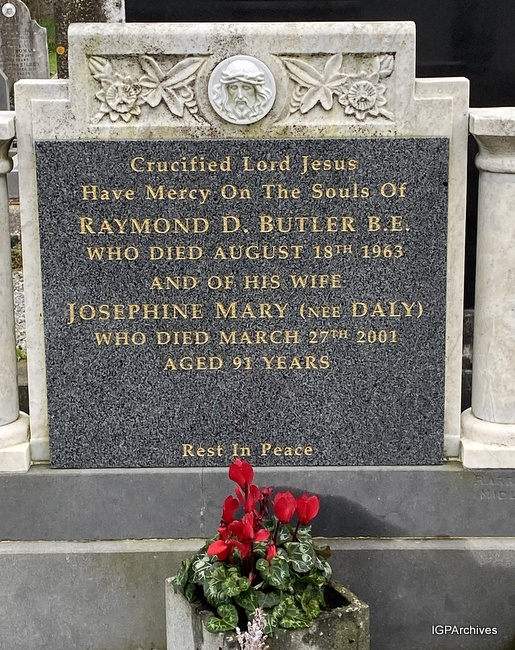 Crucified Lord Jesus
Have Mercy On The Souls Of
RAYMOND D. BUTLER B.E.
WHO DIED AUGUST 18TH 1963
AND OF HIS WIFE
JOSEPHINE MARY (NEE DALY)
WHO DIED MARCH 27TH 2001
AGED 91 YEARS
Rest In Peace
IGPArchives